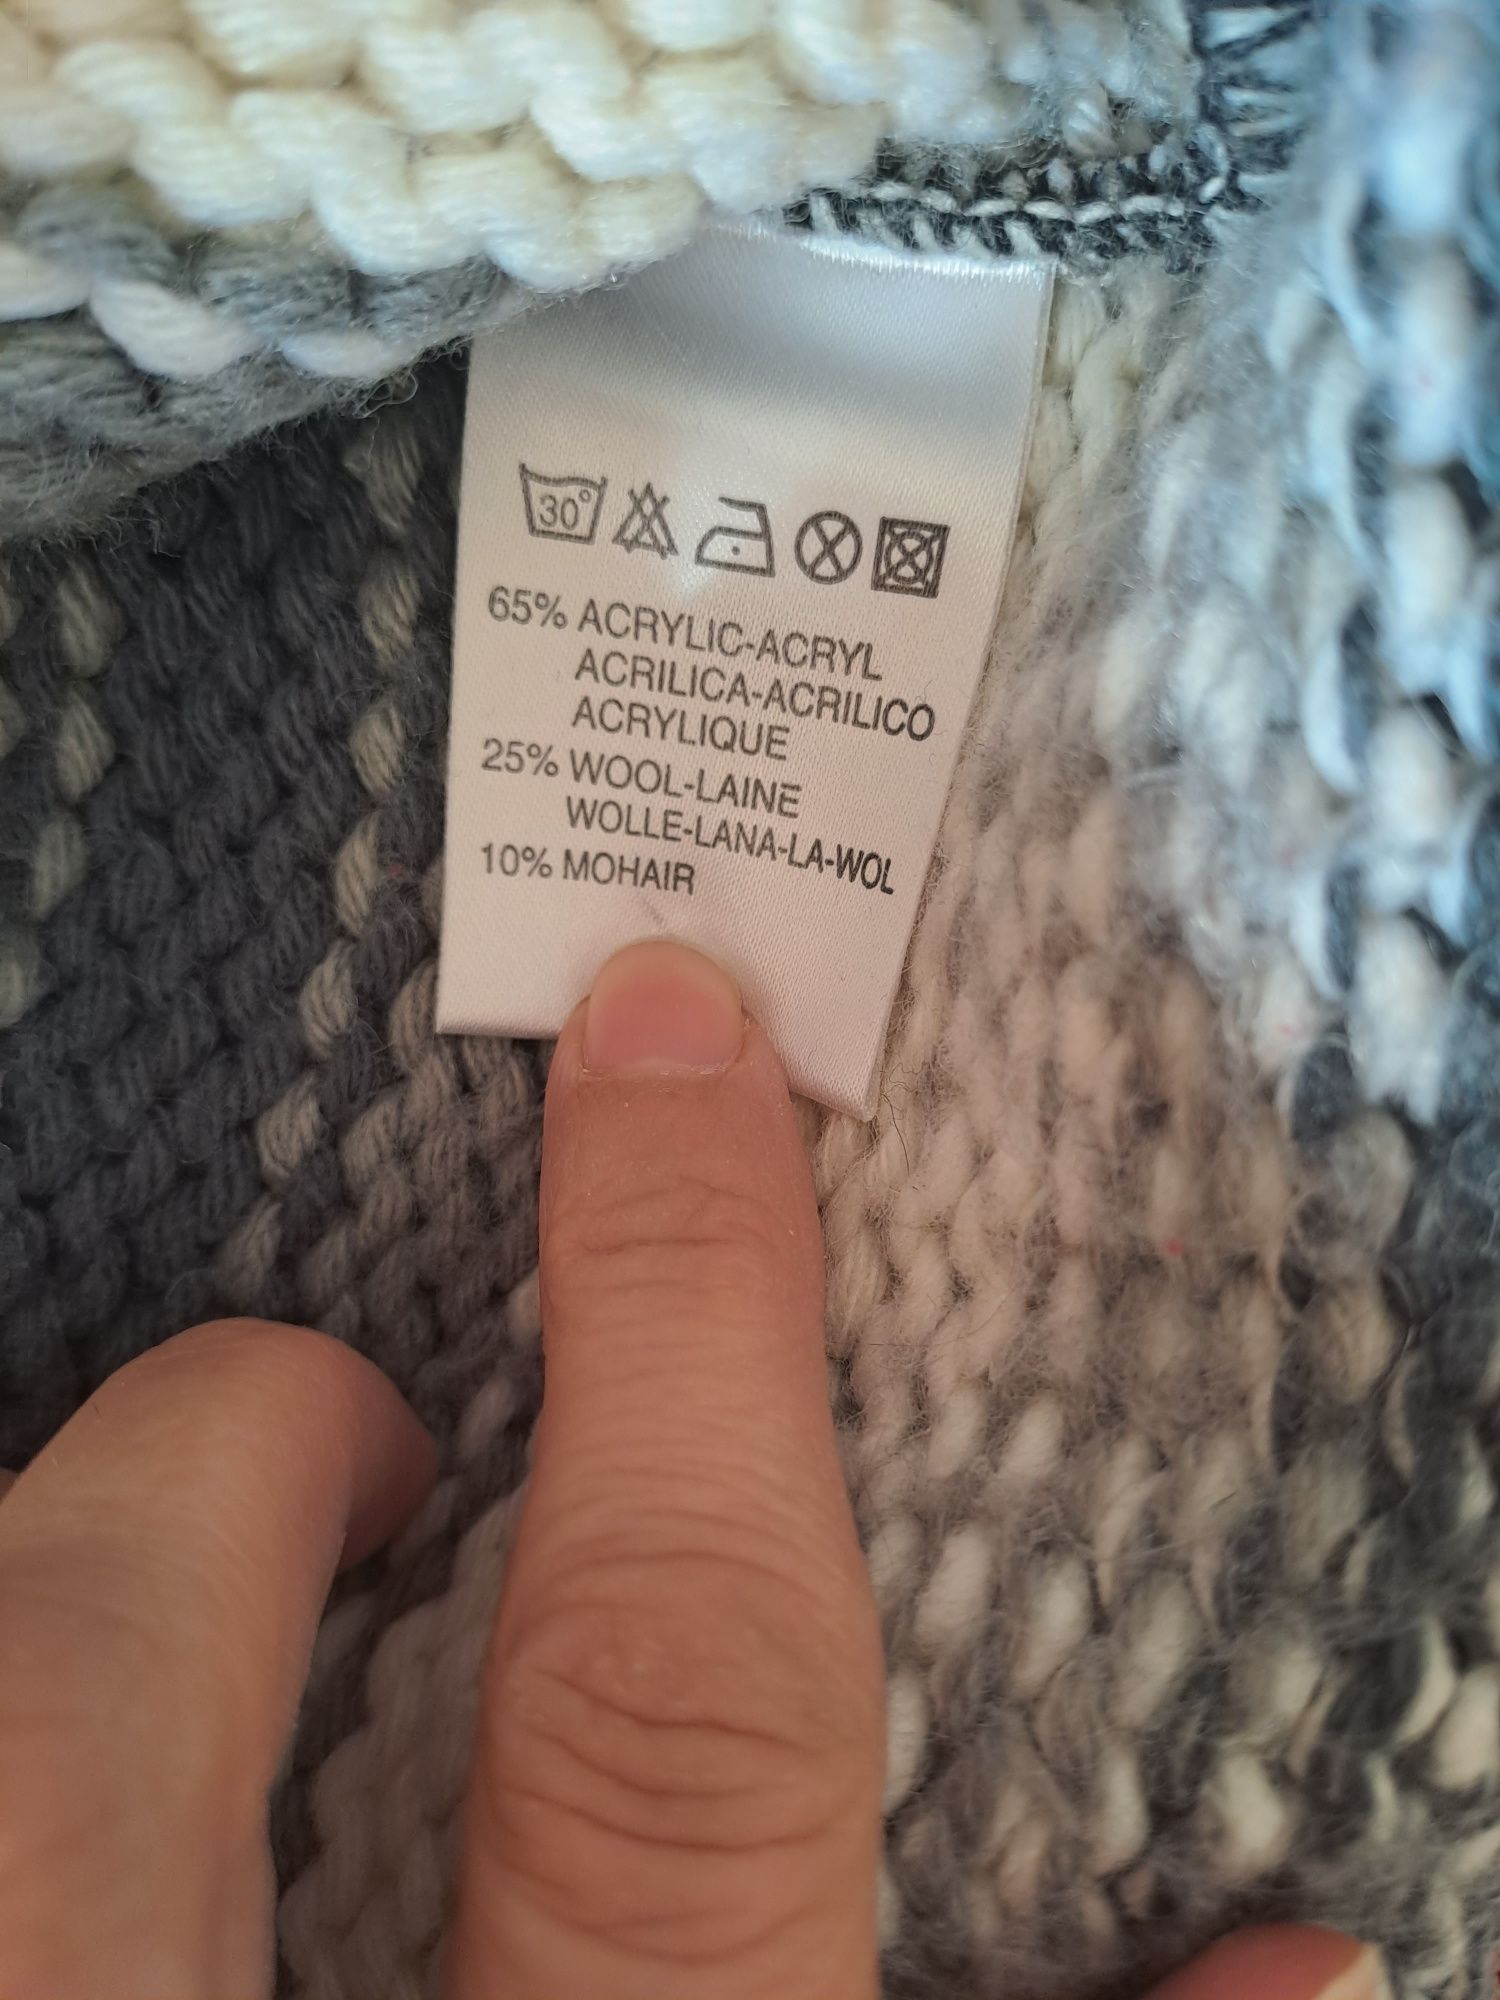 30°
65% ACRYLIC-ACRYL
ACRILICA-ACRILICO
ACRYLIQUE
25% WOOL-LAINE
WOLLE-LANA-LA-WOL
10% MOHAIR